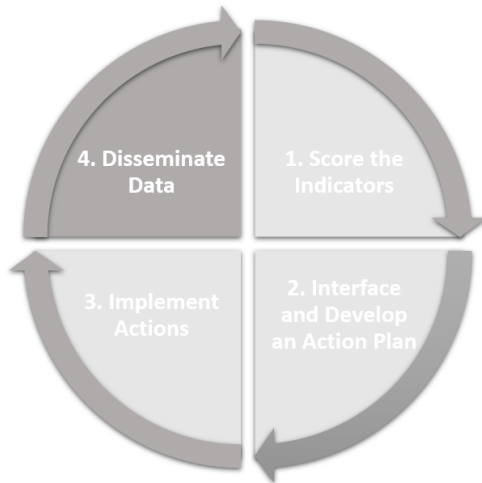 1. Score the
Indicators
2. Interface
and Develop
an Action Plan
3. Implement
Actions
4. Disseminate
Data